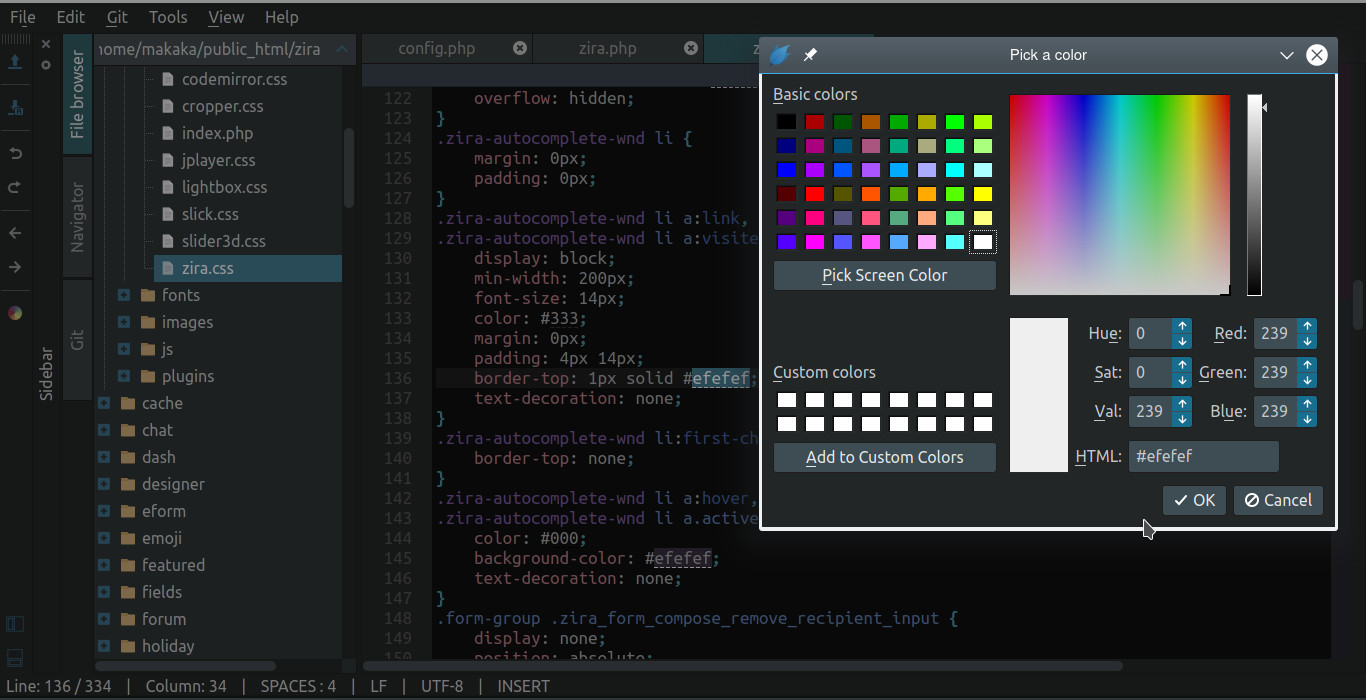 File Edit Git Tools View Help
home/makaka/public_html/zira
config.php
zira.php
z
File browser
Navigator
Git
Sidebar
codemirror.css
cropper.css
index.php
jplayer.css
lightbox.css
slick.css
slider3d.css
zira.css
fonts
images
js
plugins
cache
chat
dash
designer
eform
emoji
featured
fields
forum
holiday
122 overflow: hidden;
123 }
124 .zira-autocomplete-wnd li {
125 margin: 0px;
126 padding: 0px;
127 }
128 .zira-autocomplete-wnd li a:link,
129 .zira-autocomplete-wnd li a:visite
130 display: block;
131 min-width: 200px;
132 font-size: 14px;
133 color: #333;
134 margin: 0px;
135 padding: 4px 14px;
136 border-top: 1px solid #efefef;
137 text-decoration: none;
138 }
139 .zira-autocomplete-wnd li:first-ch
140 border-top: none;
141 }
142 .zira-autocomplete-wnd li a:hover,
143 .zira-autocomplete-wnd li a.active
144 color: #000;
145 background-color: #efefef;
146 text-decoration: none;
147 }
148 .form-group .zira_form_compose_remove_recipient_input {
149 display: none;
150 position: absolute;
Pick a color
Basic colors
Pick Screen Color
Custom colors
Add to Custom Colors
Hue: 0 Red: 239
Sat: 0 Green: 239
Val: 239 Blue: 239
HTML: #efefef
OK Cancel
Line: 136 / 334 | Column: 34 | SPACES : 4 | LF | UTF-8 | INSERT